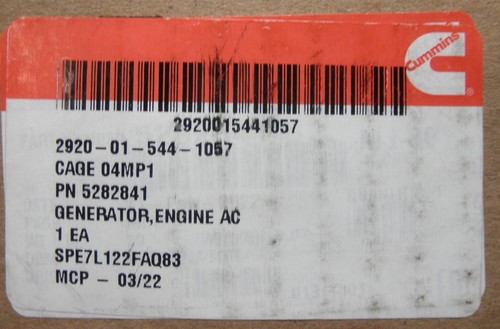 Cummins
2920015441057
2920-01-544-1057
CAGE 04MP1
PN 5282841
GENERATOR,ENGINE AC
1 EA
SPE7L122FAQ83
MCP - 03/22